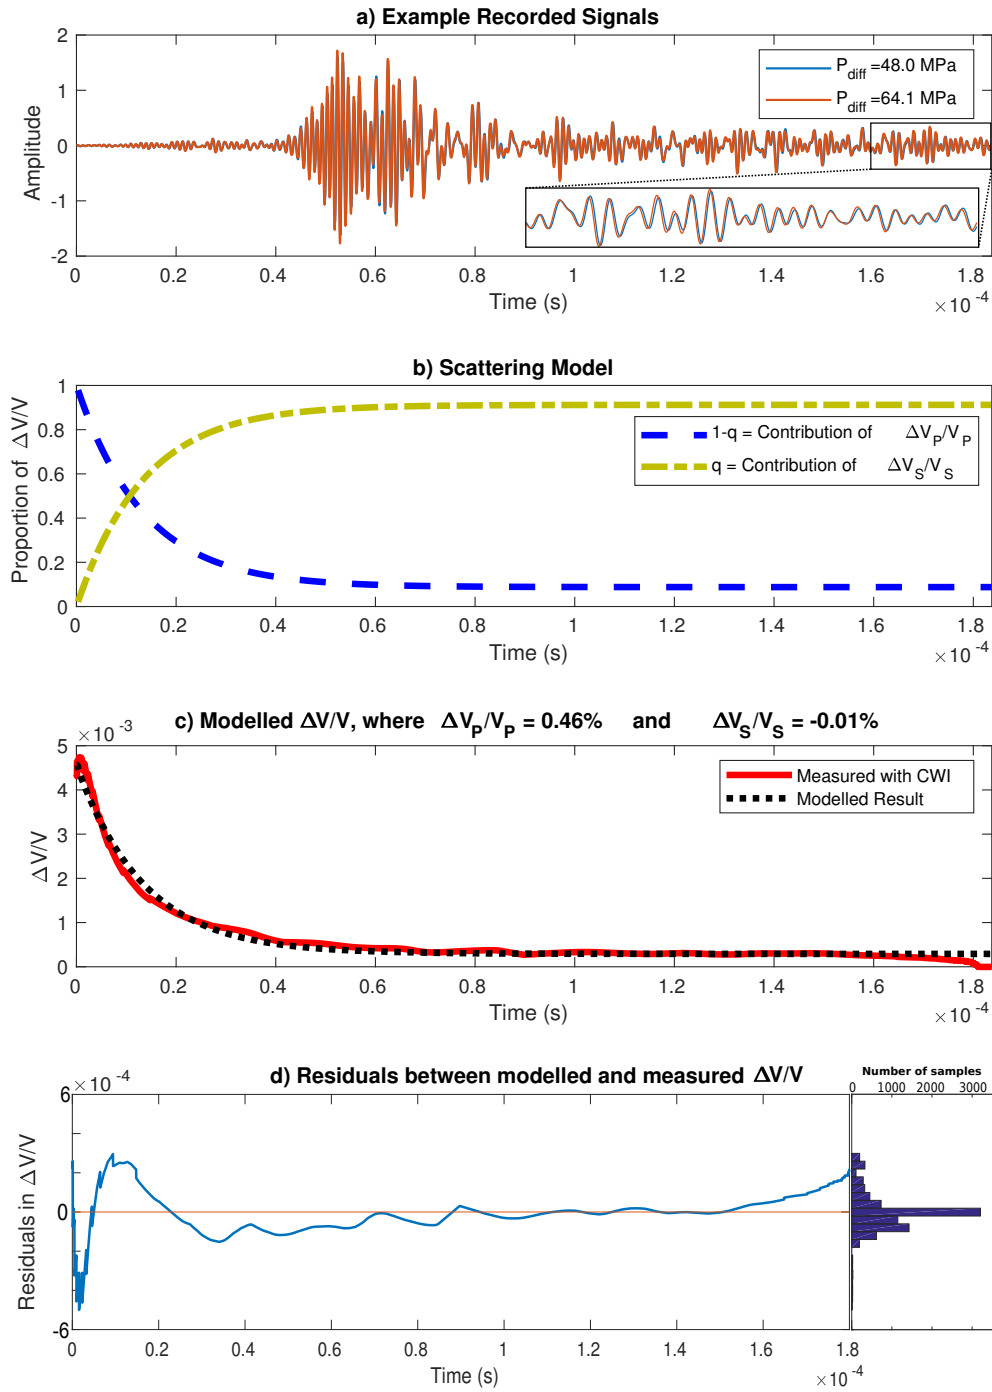 a) Example Recorded Signals
2
1
0
-1
-2
Amplitude
P_diff =48.0 MPa
P_diff =64.1 MPa
0 0.2 0.4 0.6 0.8 1 1.2 1.4 1.6 1.8
Time (s)
×10^-4
b) Scattering Model
1
0.8
0.6
0.4
0.2
0
Proportion of ΔV/V
1-q = Contribution of ΔV_P/V_P
q = Contribution of ΔV_S/V_S
0 0.2 0.4 0.6 0.8 1 1.2 1.4 1.6 1.8
Time (s)
×10^-4
c) Modelled ΔV/V, where ΔV_P/V_P = 0.46% and ΔV_S/V_S = -0.01%
×10^-3
5
4
3
2
1
0
ΔV/V
Measured with CWI
Modelled Result
0 0.2 0.4 0.6 0.8 1 1.2 1.4 1.6 1.8
Time (s)
×10^-4
d) Residuals between modelled and measured ΔV/V
×10^-4
6
0
-6
Residuals in ΔV/V
0 0.2 0.4 0.6 0.8 1 1.2 1.4 1.6 1.8
Time (s)
×10^-4
Number of samples
0 1000 2000 3000